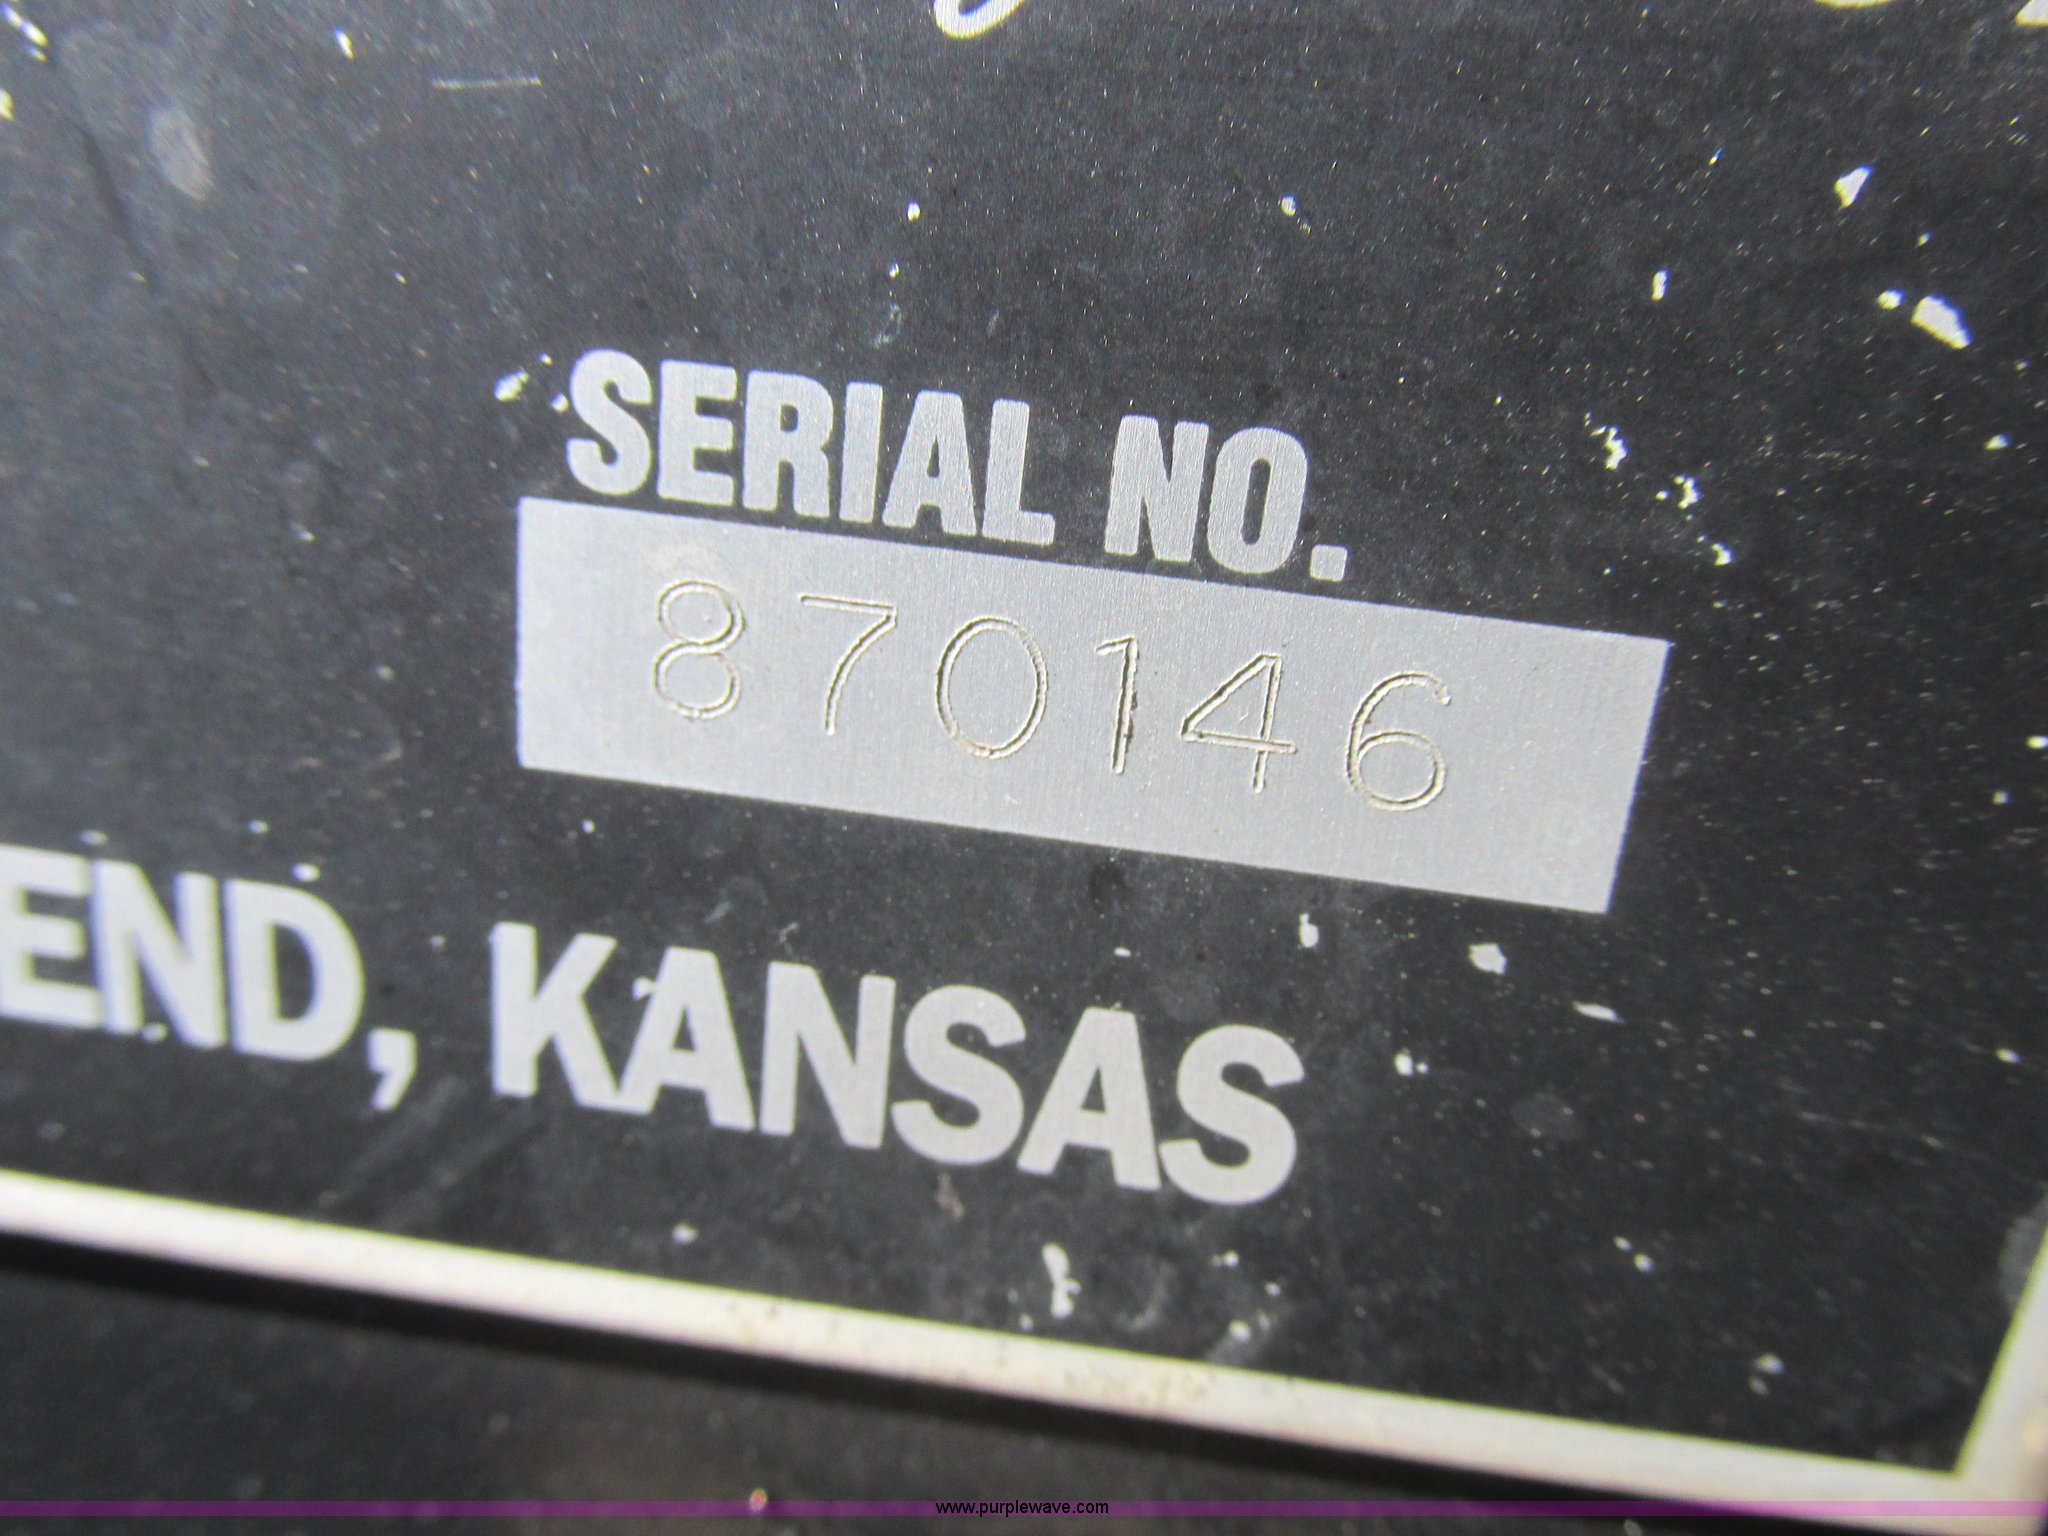 SERIAL NO.
870146
END, KANSAS
www.purplewave.com